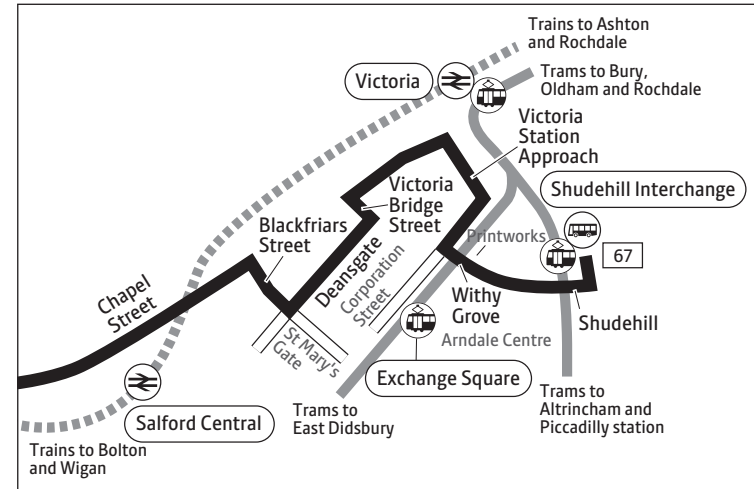 Trains to Ashton
and Rochdale
Victoria
Trams to Bury,
Oldham and Rochdale
Victoria
Station
Approach
Shudehill Interchange
Victoria
Bridge
Street
Blackfriars
Street
Printworks
67
Deansgate
Corporation
Street
Chapel
Street
Withy
Grove
Shudehill
St Mary's
Gate
Arndale Centre
Exchange Square
Salford Central
Trams to
East Didsbury
Trams to
Altrincham and
Piccadilly station
Trains to Bolton
and Wigan